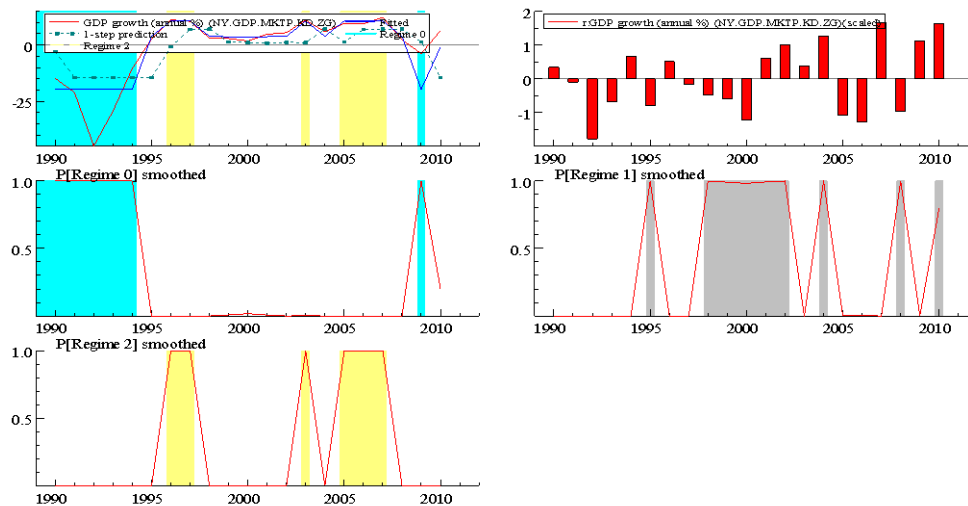 GDP growth (annual %) (NY.GDP.MKTP.KD.ZG) Fitted
1-step prediction Regime 0
Regime 2
0
-25
1990 1995 2000 2005 2010
r:GDP growth (annual %) (NY.GDP.MKTP.KD.ZG)(scaled)
2
1
0
-1
1990 1995 2000 2005 2010
P[Regime 0] smoothed
1.0
0.5
1990 1995 2000 2005 2010
P[Regime 1] smoothed
1.0
0.5
1990 1995 2000 2005 2010
P[Regime 2] smoothed
1.0
0.5
1990 1995 2000 2005 2010